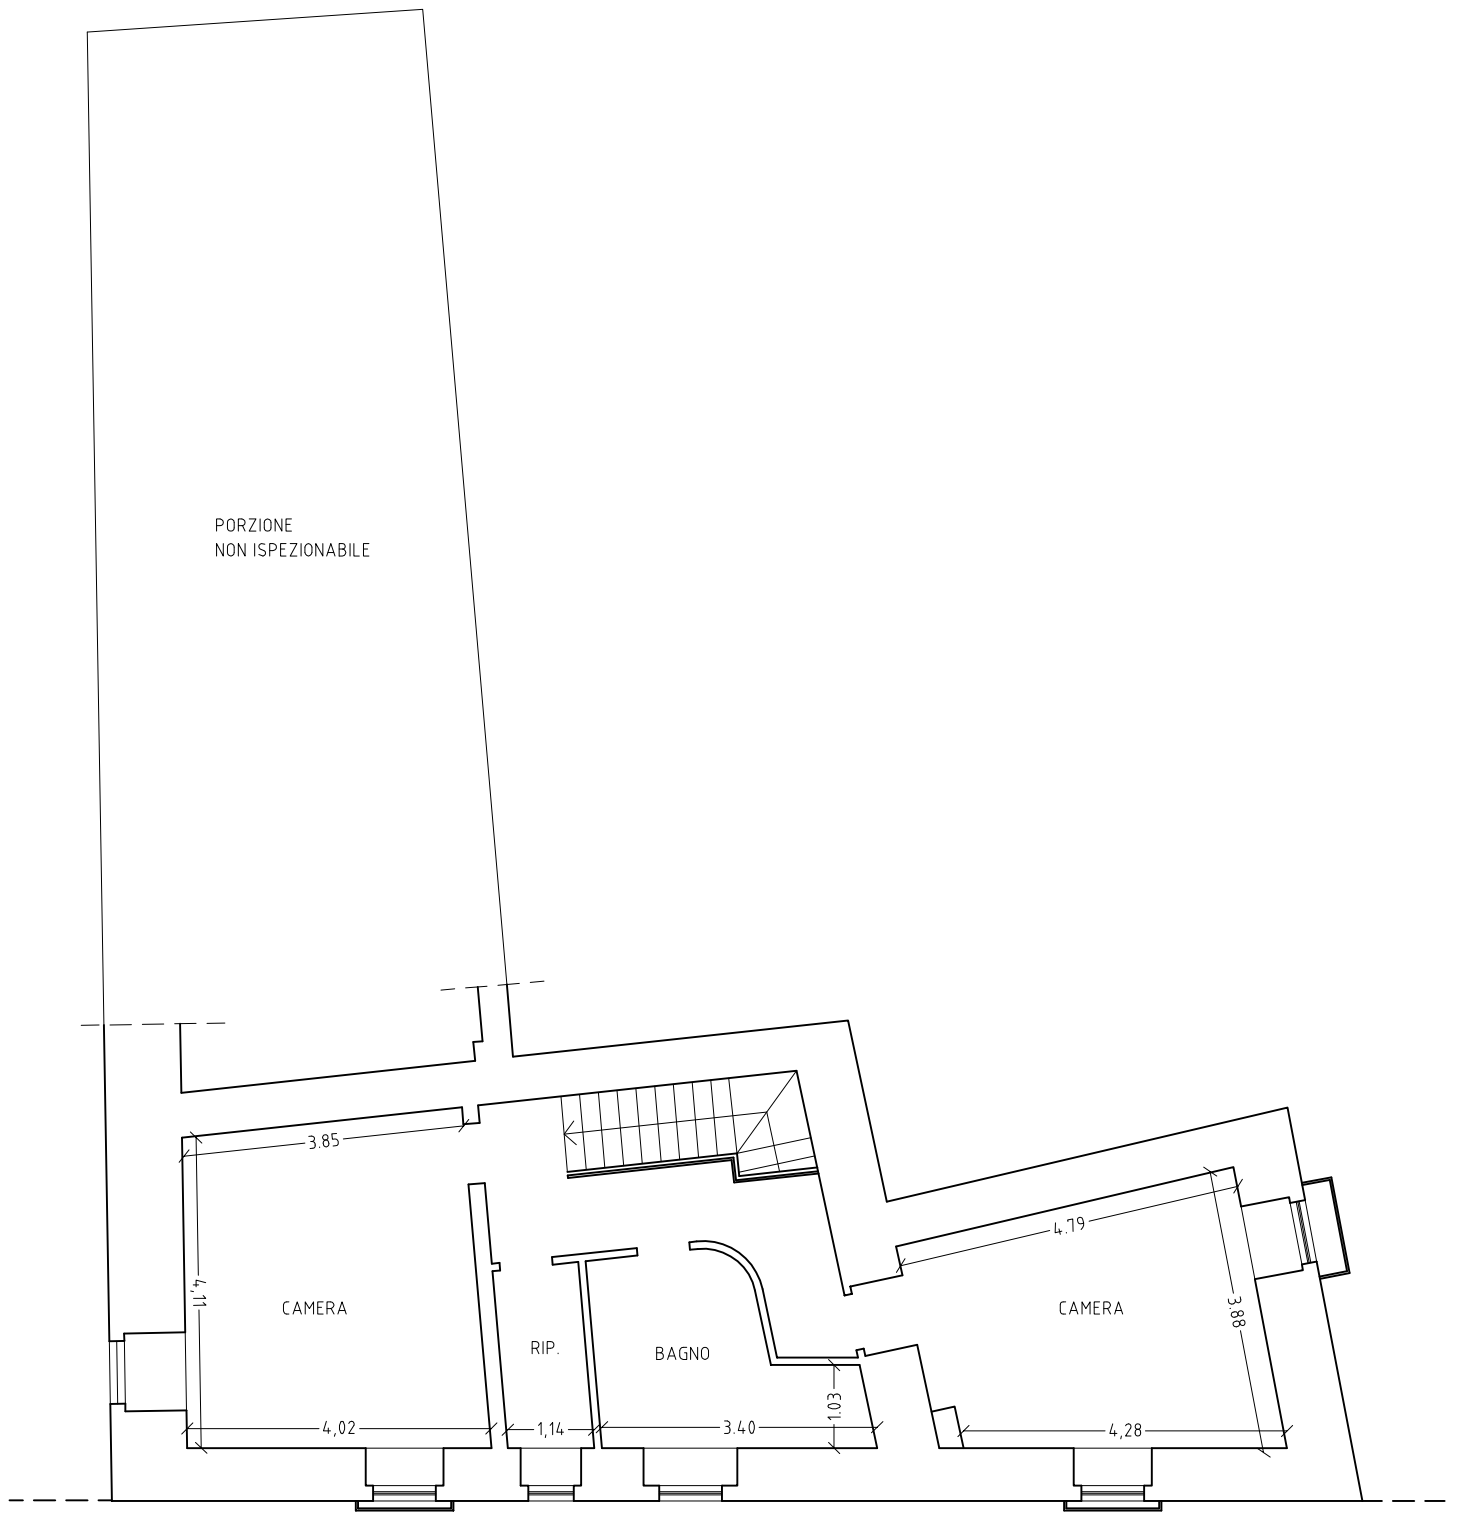 PORZIONE
NON ISPEZIONABILE
3.85
4.79
4,11
CAMERA
CAMERA
3.88
RIP.
BAGNO
1.03
4,02
1,14
3.40
4,28